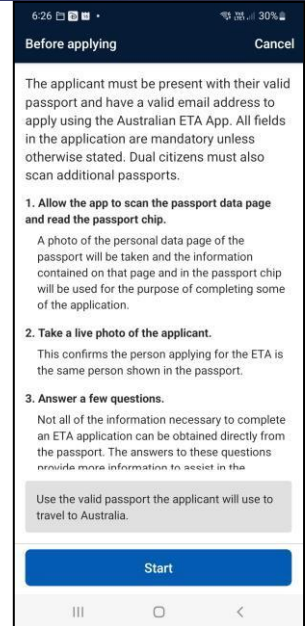 6:26
30%
Before applying Cancel
The applicant must be present with their valid
passport and have a valid email address to
apply using the Australian ETA App. All fields
in the application are mandatory unless
otherwise stated. Dual citizens must also
scan additional passports.
1. Allow the app to scan the passport data page
and read the passport chip.
A photo of the personal data page of the
passport will be taken and the information
contained on that page and in the passport chip
will be used for the purpose of completing some
of the application.
2. Take a live photo of the applicant.
This confirms the person applying for the ETA is
the same person shown in the passport.
3. Answer a few questions.
Not all of the information necessary to complete
an ETA application can be obtained directly from
the passport. The answers to these questions
provide more information to assist in the
Use the valid passport the applicant will use to
travel to Australia.
Start